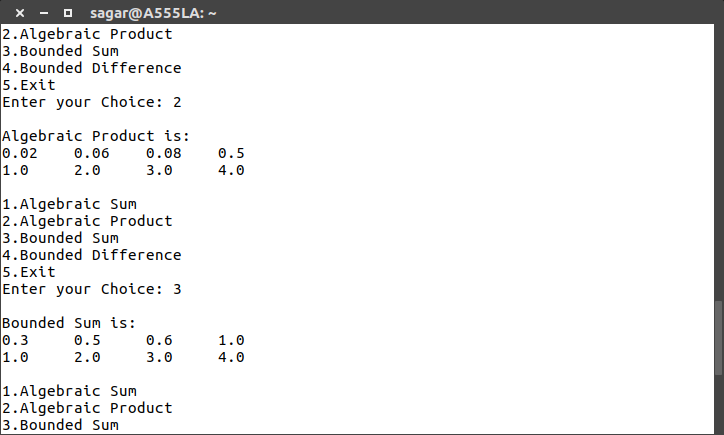 sagar@A555LA: ~
2.Algebraic Product
3.Bounded Sum
4.Bounded Difference
5.Exit
Enter your Choice: 2
Algebraic Product is:
0.02 0.06 0.08 0.5
1.0 2.0 3.0 4.0
1.Algebraic Sum
2.Algebraic Product
3.Bounded Sum
4.Bounded Difference
5.Exit
Enter your Choice: 3
Bounded Sum is:
0.3 0.5 0.6 1.0
1.0 2.0 3.0 4.0
1.Algebraic Sum
2.Algebraic Product
3.Bounded Sum